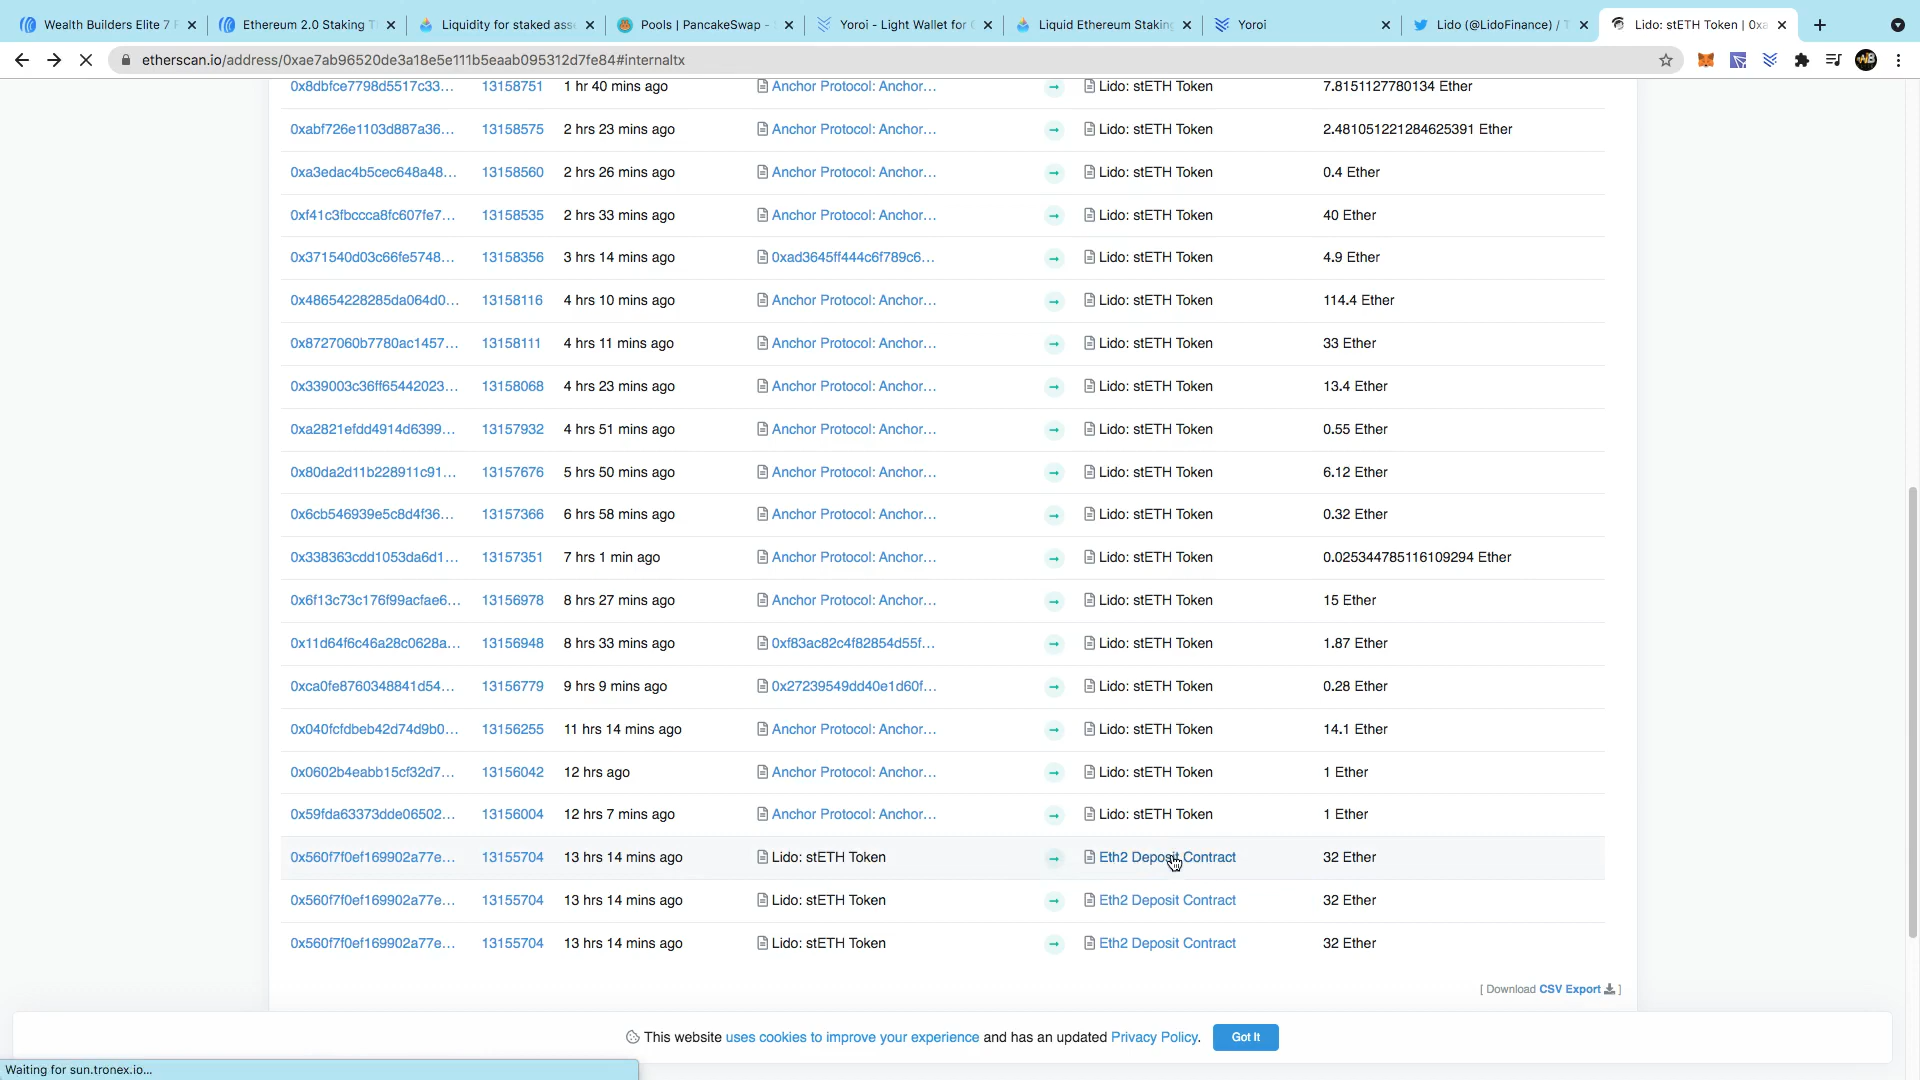 Wealth Builders Elite 7 F
Ethereum 2.0 Staking T
Liquidity for staked ass
Pools | PancakeSwap -
Yoroi - Light Wallet for C
Liquid Ethereum Staking
Yoroi
Lido (@LidoFinance) / T
Lido: stETH Token | 0xa
etherscan.io/address/0xae7ab96520de3a18e5e111b5eaab095312d7fe84#internaltx
0x8dbfce7798d5517c33... 13158751 1 hr 40 mins ago Anchor Protocol: Anchor... Lido: stETH Token 7.8151127780134 Ether
0xabf726e1103d887a36... 13158575 2 hrs 23 mins ago Anchor Protocol: Anchor... Lido: stETH Token 2.481051221284625391 Ether
0xa3edac4b5cec648a48... 13158560 2 hrs 26 mins ago Anchor Protocol: Anchor... Lido: stETH Token 0.4 Ether
0xf41c3fbccca8fc607fe7... 13158535 2 hrs 33 mins ago Anchor Protocol: Anchor... Lido: stETH Token 40 Ether
0x371540d03c66fe5748... 13158356 3 hrs 14 mins ago 0xad3645ff444c6f789c6... Lido: stETH Token 4.9 Ether
0x48654228285da064d0... 13158116 4 hrs 10 mins ago Anchor Protocol: Anchor... Lido: stETH Token 114.4 Ether
0x8727060b7780ac1457... 13158111 4 hrs 11 mins ago Anchor Protocol: Anchor... Lido: stETH Token 33 Ether
0x339003c36ff65442023... 13158068 4 hrs 23 mins ago Anchor Protocol: Anchor... Lido: stETH Token 13.4 Ether
0xa2821efdd4914d6399... 13157932 4 hrs 51 mins ago Anchor Protocol: Anchor... Lido: stETH Token 0.55 Ether
0x80da2d11b228911c91... 13157676 5 hrs 50 mins ago Anchor Protocol: Anchor... Lido: stETH Token 6.12 Ether
0x6cb546939e5c8d4f36... 13157366 6 hrs 58 mins ago Anchor Protocol: Anchor... Lido: stETH Token 0.32 Ether
0x338363cdd1053da6d1... 13157351 7 hrs 1 min ago Anchor Protocol: Anchor... Lido: stETH Token 0.025344785116109294 Ether
0x6f13c73c176f99acfae6... 13156978 8 hrs 27 mins ago Anchor Protocol: Anchor... Lido: stETH Token 15 Ether
0x11d64f6c46a28c0628a... 13156948 8 hrs 33 mins ago 0xf83ac82c4f82854d55f... Lido: stETH Token 1.87 Ether
0xca0fe8760348841d54... 13156779 9 hrs 9 mins ago 0x27239549dd40e1d60f... Lido: stETH Token 0.28 Ether
0x040fcfdbeb42d74d9b0... 13156255 11 hrs 14 mins ago Anchor Protocol: Anchor... Lido: stETH Token 14.1 Ether
0x0602b4eabb15cf32d7... 13156042 12 hrs ago Anchor Protocol: Anchor... Lido: stETH Token 1 Ether
0x59fda63373dde06502... 13156004 12 hrs 7 mins ago Anchor Protocol: Anchor... Lido: stETH Token 1 Ether
0x560f7f0ef169902a77e... 13155704 13 hrs 14 mins ago Lido: stETH Token Eth2 Deposit Contract 32 Ether
0x560f7f0ef169902a77e... 13155704 13 hrs 14 mins ago Lido: stETH Token Eth2 Deposit Contract 32 Ether
0x560f7f0ef169902a77e... 13155704 13 hrs 14 mins ago Lido: stETH Token Eth2 Deposit Contract 32 Ether
[ Download CSV Export ]
This website uses cookies to improve your experience and has an updated Privacy Policy. Got It
Waiting for sun.tronex.io...